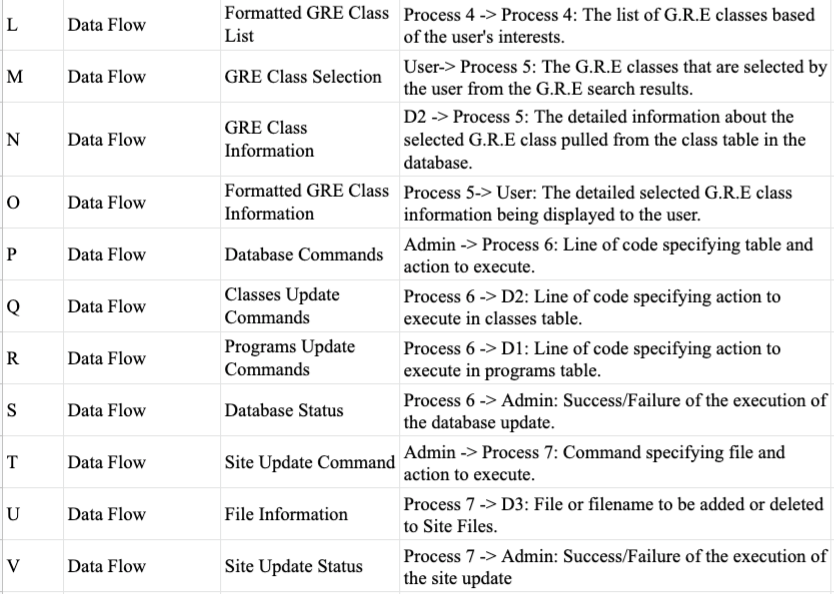 L Data Flow Formatted GRE Class List Process 4 -> Process 4: The list of G.R.E classes based of the user's interests.
M Data Flow GRE Class Selection User-> Process 5: The G.R.E classes that are selected by the user from the G.R.E search results.
N Data Flow GRE Class Information D2 -> Process 5: The detailed information about the selected G.R.E class pulled from the class table in the database.
O Data Flow Formatted GRE Class Information Process 5-> User: The detailed selected G.R.E class information being displayed to the user.
P Data Flow Database Commands Admin -> Process 6: Line of code specifying table and action to execute.
Q Data Flow Classes Update Commands Process 6 -> D2: Line of code specifying action to execute in classes table.
R Data Flow Programs Update Commands Process 6 -> D1: Line of code specifying action to execute in programs table.
S Data Flow Database Status Process 6 -> Admin: Success/Failure of the execution of the database update.
T Data Flow Site Update Command Admin -> Process 7: Command specifying file and action to execute.
U Data Flow File Information Process 7 -> D3: File or filename to be added or deleted to Site Files.
V Data Flow Site Update Status Process 7 -> Admin: Success/Failure of the execution of the site update